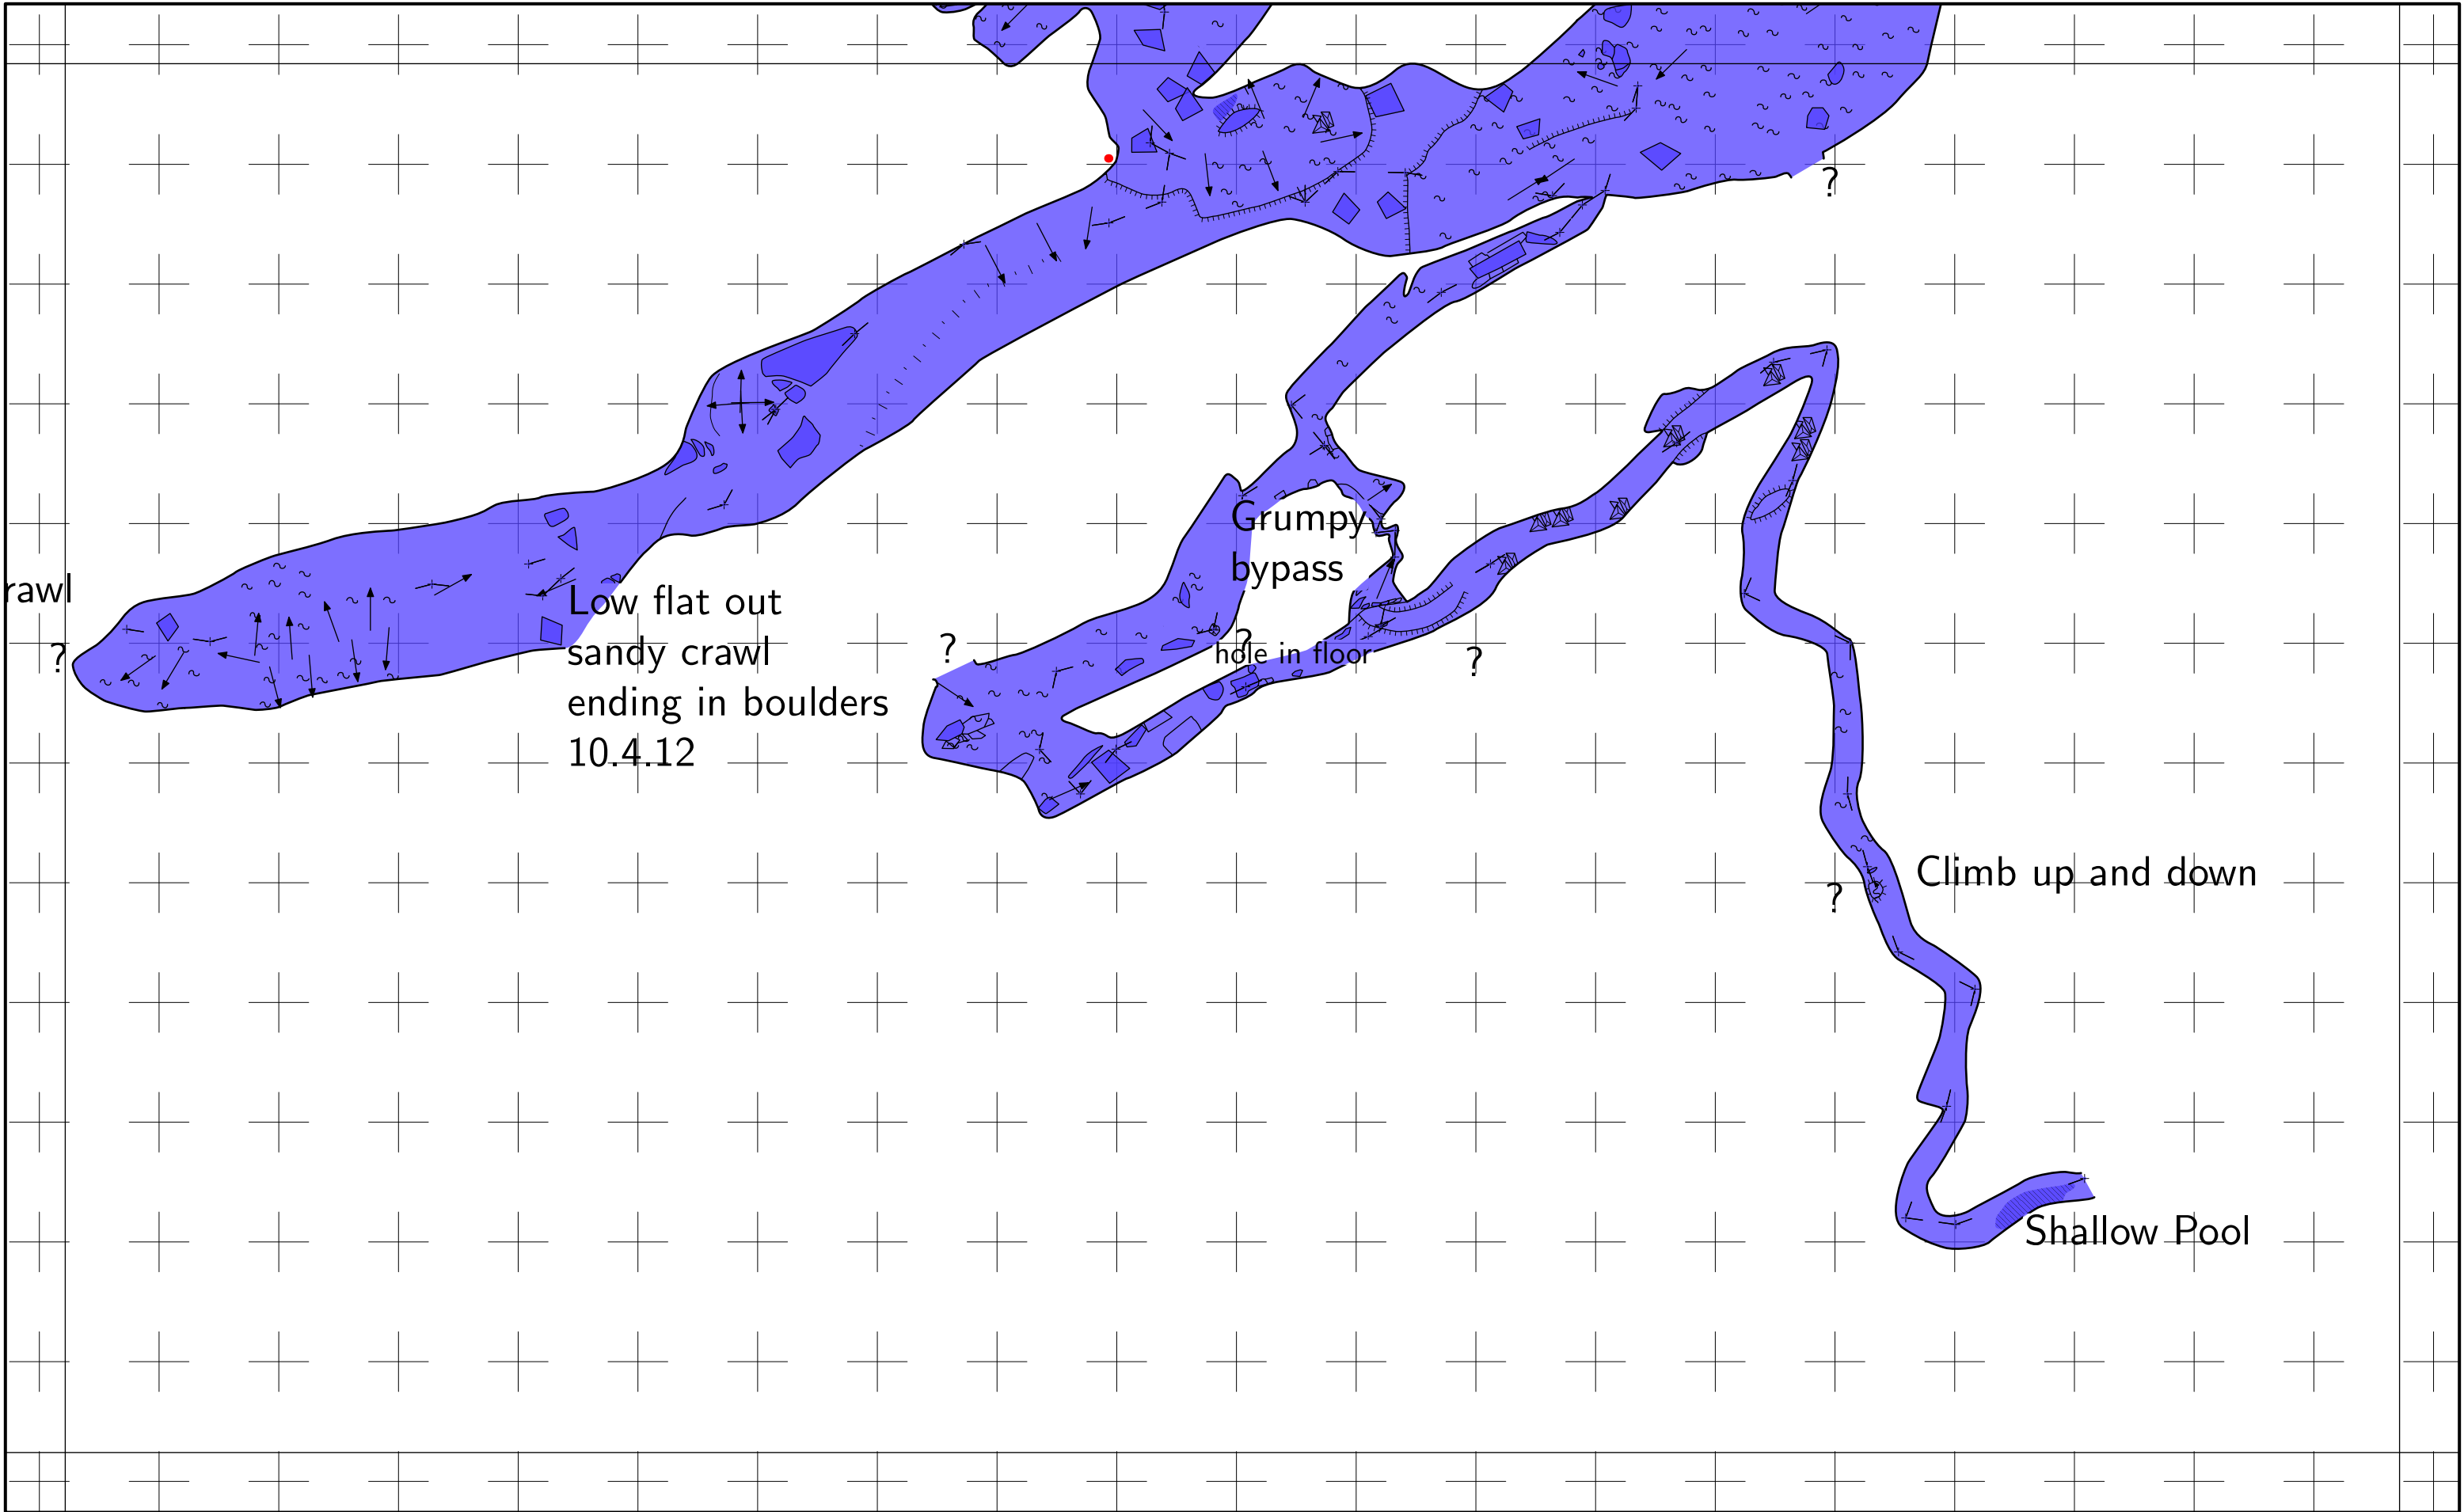 ?
Grumpy
bypass
rawl
?
Low flat out
sandy crawl
ending in boulders
10.4.12
?
?
hole in floor
?
Climb up and down
?
Shallow Pool